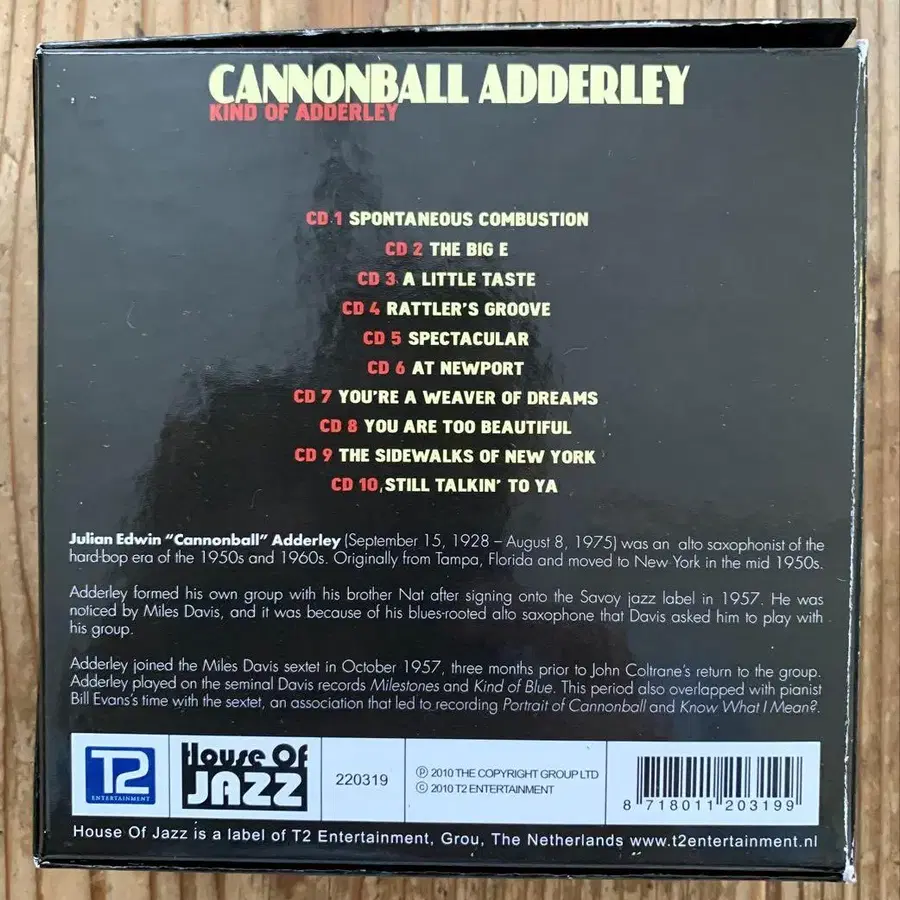 CANNONBALL ADDERLEY
KIND OF ADDERLEY
CD 1 SPONTANEOUS COMBUSTION
CD 2 THE BIG E
CD 3 A LITTLE TASTE
CD 4 RATTLER'S GROOVE
CD 5 SPECTACULAR
CD 6 AT NEWPORT
CD 7 YOU'RE A WEAVER OF DREAMS
CD 8 YOU ARE TOO BEAUTIFUL
CD 9 THE SIDEWALKS OF NEW YORK
CD 10 STILL TALKIN' TO YA
Julian Edwin “Cannonball” Adderley (September 15, 1928 – August 8, 1975) was an alto saxophonist of the
hard-bop era of the 1950s and 1960s. Originally from Tampa, Florida and moved to New York in the mid 1950s.
Adderley formed his own group with his brother Nat after signing onto the Savoy jazz label in 1957. He was
noticed by Miles Davis, and it was because of his blues-rooted alto saxophone that Davis asked him to play with
his group.
Adderley joined the Miles Davis sextet in October 1957, three months prior to John Coltrane's return to the group.
Adderley played on the seminal Davis records Milestones and Kind of Blue. This period also overlapped with pianist
Bill Evans's time with the sextet, an association that led to recording Portrait of Cannonball and Know What I Mean?.
T2
ENTERTAINMENT
House Of
JAZZ
220319
℗ 2010 THE COPYRIGHT GROUP LTD
© 2010 T2 ENTERTAINMENT
8 718011 203199
House Of Jazz is a label of T2 Entertainment, Grou, The Netherlands www.t2entertainment.nl